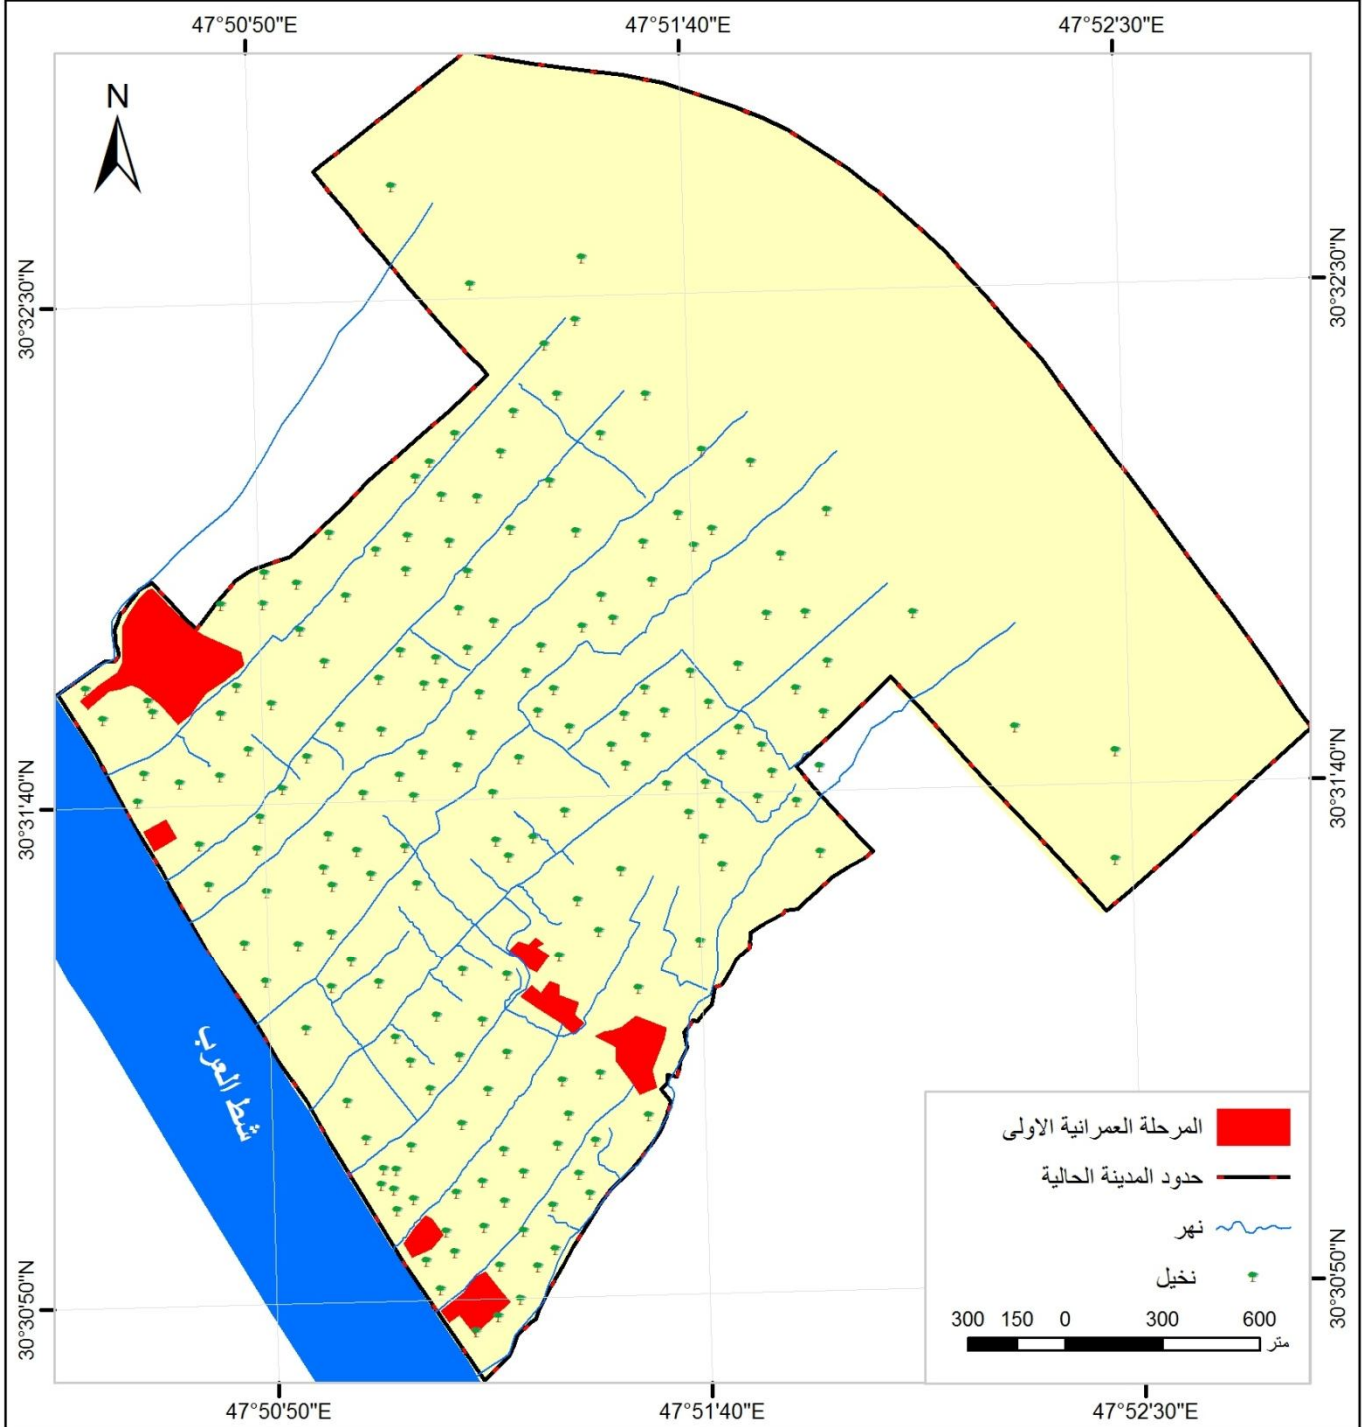 47°50'50"E
47°51'40"E
47°52'30"E
N
30°32'30"N
30°32'30"N
30°31'40"N
30°31'40"N
شط العرب
المرحلة العمرانية الاولى
حدود المدينة الحالية
نهر
نخيل
300 150 0 300 600
متر
30°30'50"N
30°30'50"N
47°50'50"E
47°51'40"E
47°52'30"E